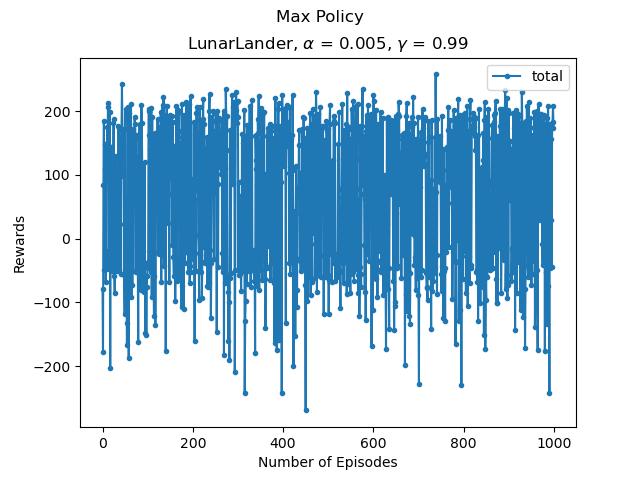 Max Policy
LunarLander, α = 0.005, γ = 0.99
total
200
100
0
−100
−200
Rewards
0
200
400
600
800
1000
Number of Episodes